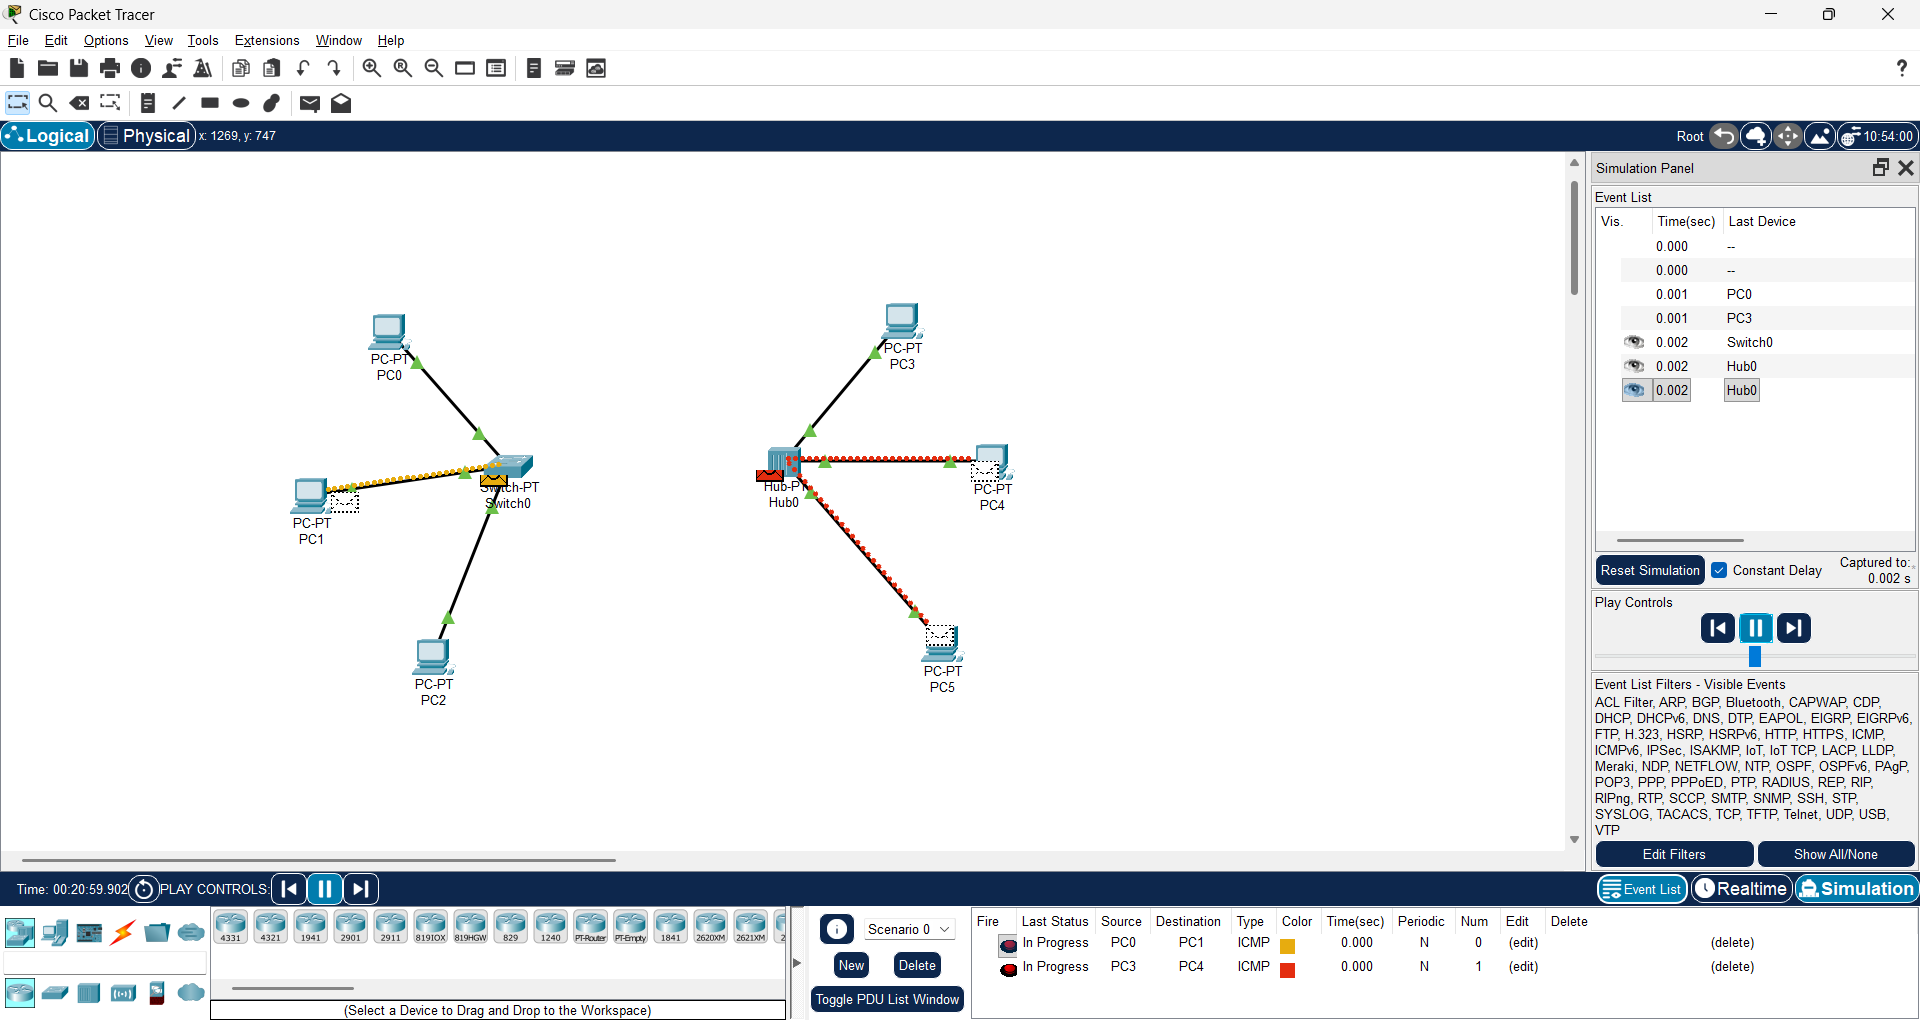 Cisco Packet Tracer
File Edit Options View Tools Extensions Window Help
Logical Physical x: 1269, y: 747
Root 10:54:00
PC-PT
PC0
PC-PT
PC1
Switch-PT
Switch0
PC-PT
PC2
PC-PT
PC3
Hub-PT
Hub0
PC-PT
PC4
PC-PT
PC5
Simulation Panel
Event List
Vis. Time(sec) Last Device
0.000 --
0.000 --
0.001 PC0
0.001 PC3
0.002 Switch0
0.002 Hub0
0.002 Hub0
Reset Simulation Constant Delay Captured to:
0.002 s
Play Controls
Event List Filters - Visible Events
ACL Filter, ARP, BGP, Bluetooth, CAPWAP, CDP,
DHCP, DHCPv6, DNS, DTP, EAPOL, EIGRP, EIGRPv6,
FTP, H.323, HSRP, HSRPv6, HTTP, HTTPS, ICMP,
ICMPv6, IPSec, ISAKMP, IoT, IoT TCP, LACP, LLDP,
Meraki, NDP, NETFLOW, NTP, OSPF, OSPFv6, PAgP,
POP3, PPP, PPPoED, PTP, RADIUS, REP, RIP,
RIPng, RTP, SCCP, SMTP, SNMP, SSH, STP,
SYSLOG, TACACS, TCP, TFTP, Telnet, UDP, USB,
VTP
Edit Filters Show All/None
Time: 00:20:59.902 PLAY CONTROLS:
Event List Realtime Simulation
4331 4321 1941 2901 2911 819IOX 819HGW 829 1240 PT-Router PT-Empty 1841 2620XM 2621XM 2
(Select a Device to Drag and Drop to the Workspace)
Scenario 0
New Delete
Toggle PDU List Window
Fire Last Status Source Destination Type Color Time(sec) Periodic Num Edit Delete
In Progress PC0 PC1 ICMP 0.000 N 0 (edit) (delete)
In Progress PC3 PC4 ICMP 0.000 N 1 (edit) (delete)